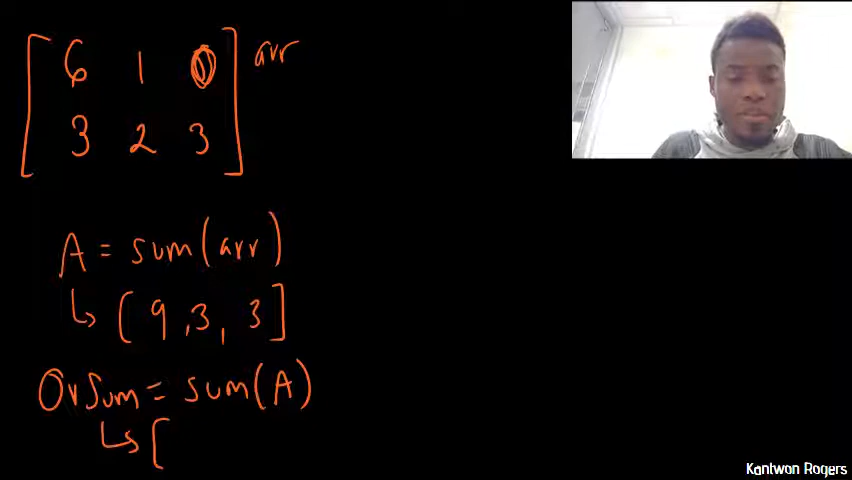 [ 6 1 0 ] arr
[ 3 2 3 ]
A = sum(arr)
↳ [9,3,3]
OvSum = sum(A)
↳ [
Kantwon Rogers